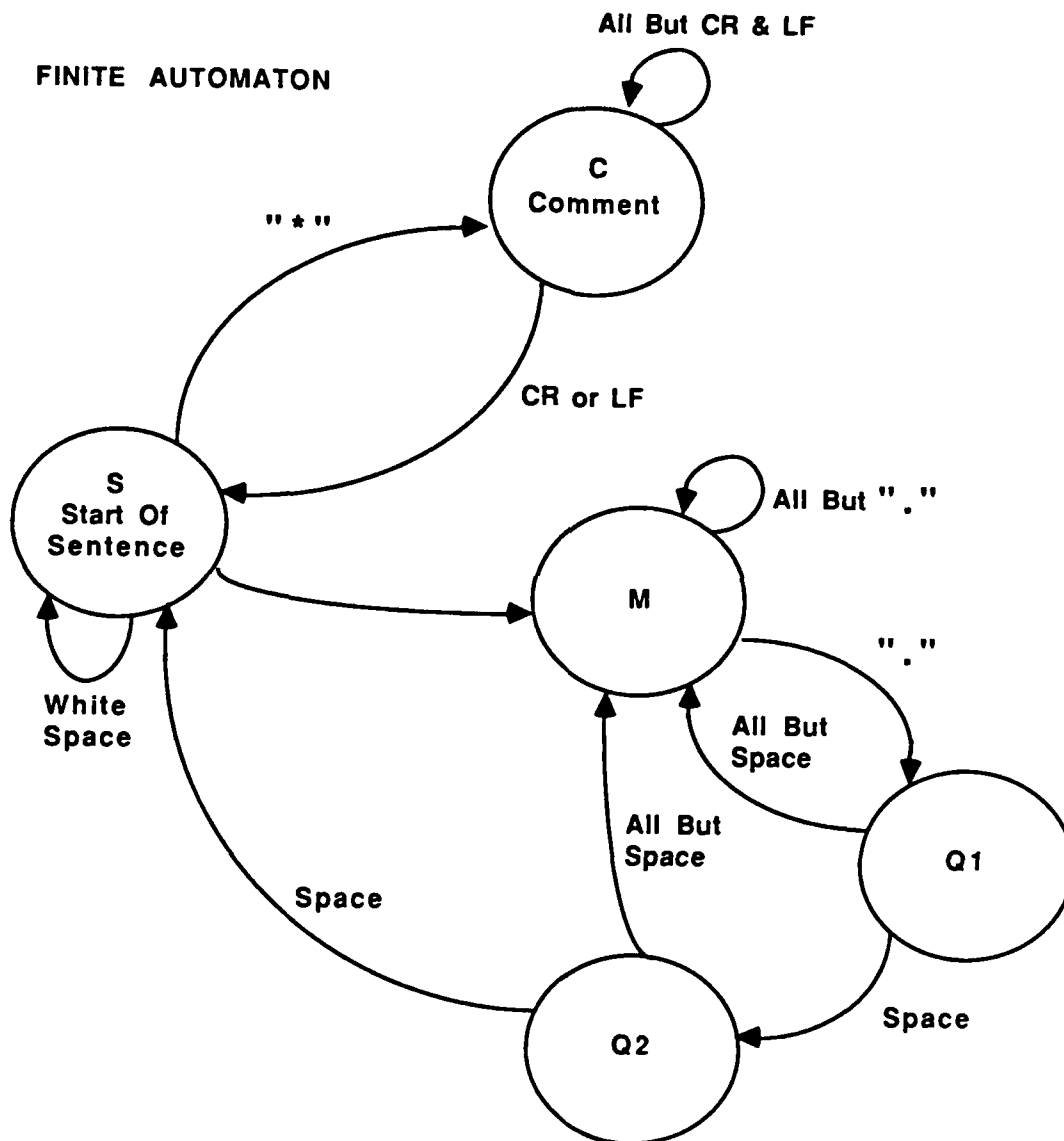 All But CR & LF
FINITE AUTOMATON
C
Comment
"*"
CR or LF
S
Start Of
Sentence
All But "."
M
"."
White
Space
All But
Space
All But
Space
Q1
Space
Space
Q2